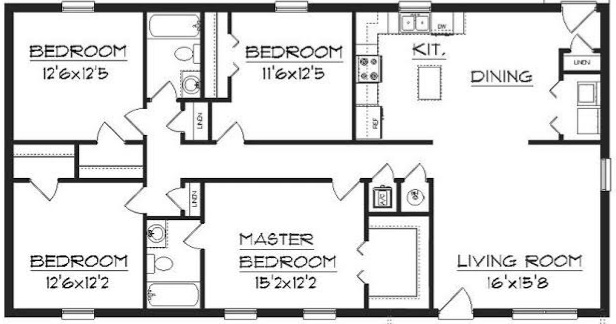 BEDROOM
12'6x12'5
BEDROOM
11'6x12'5
KIT.
DW
DINING
LINEN
LINEN
REF
LINEN
A/C
BEDROOM
12'6x12'2
MASTER
BEDROOM
15'2x12'2
LIVING ROOM
16'x15'8